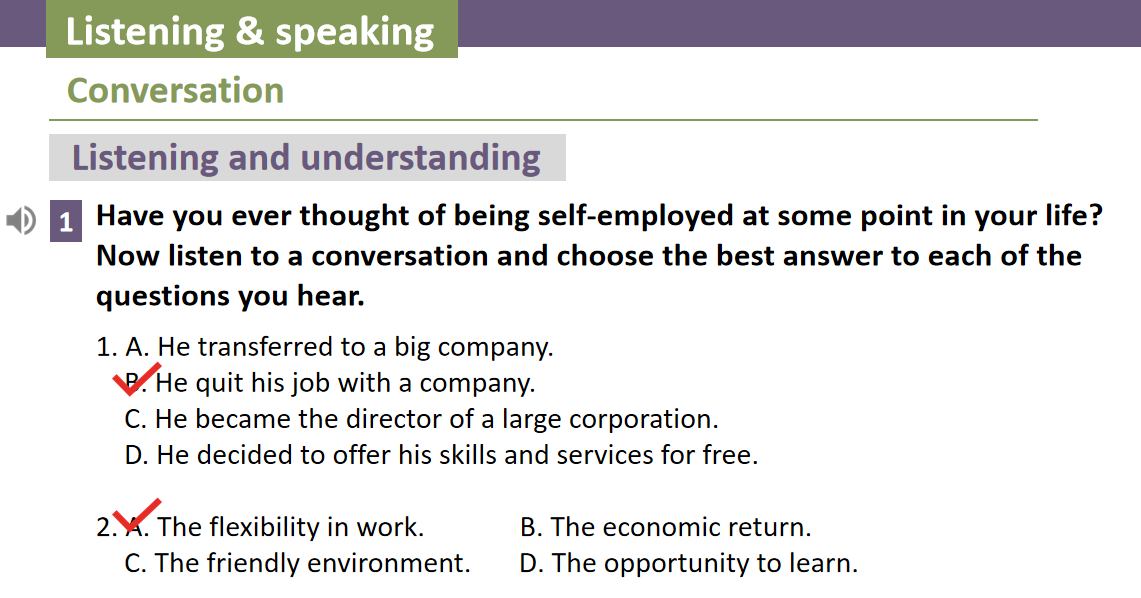 Listening & speaking
Conversation
Listening and understanding
1 Have you ever thought of being self-employed at some point in your life?
Now listen to a conversation and choose the best answer to each of the
questions you hear.
1. A. He transferred to a big company.
B. He quit his job with a company.
C. He became the director of a large corporation.
D. He decided to offer his skills and services for free.
2. A. The flexibility in work. B. The economic return.
C. The friendly environment. D. The opportunity to learn.